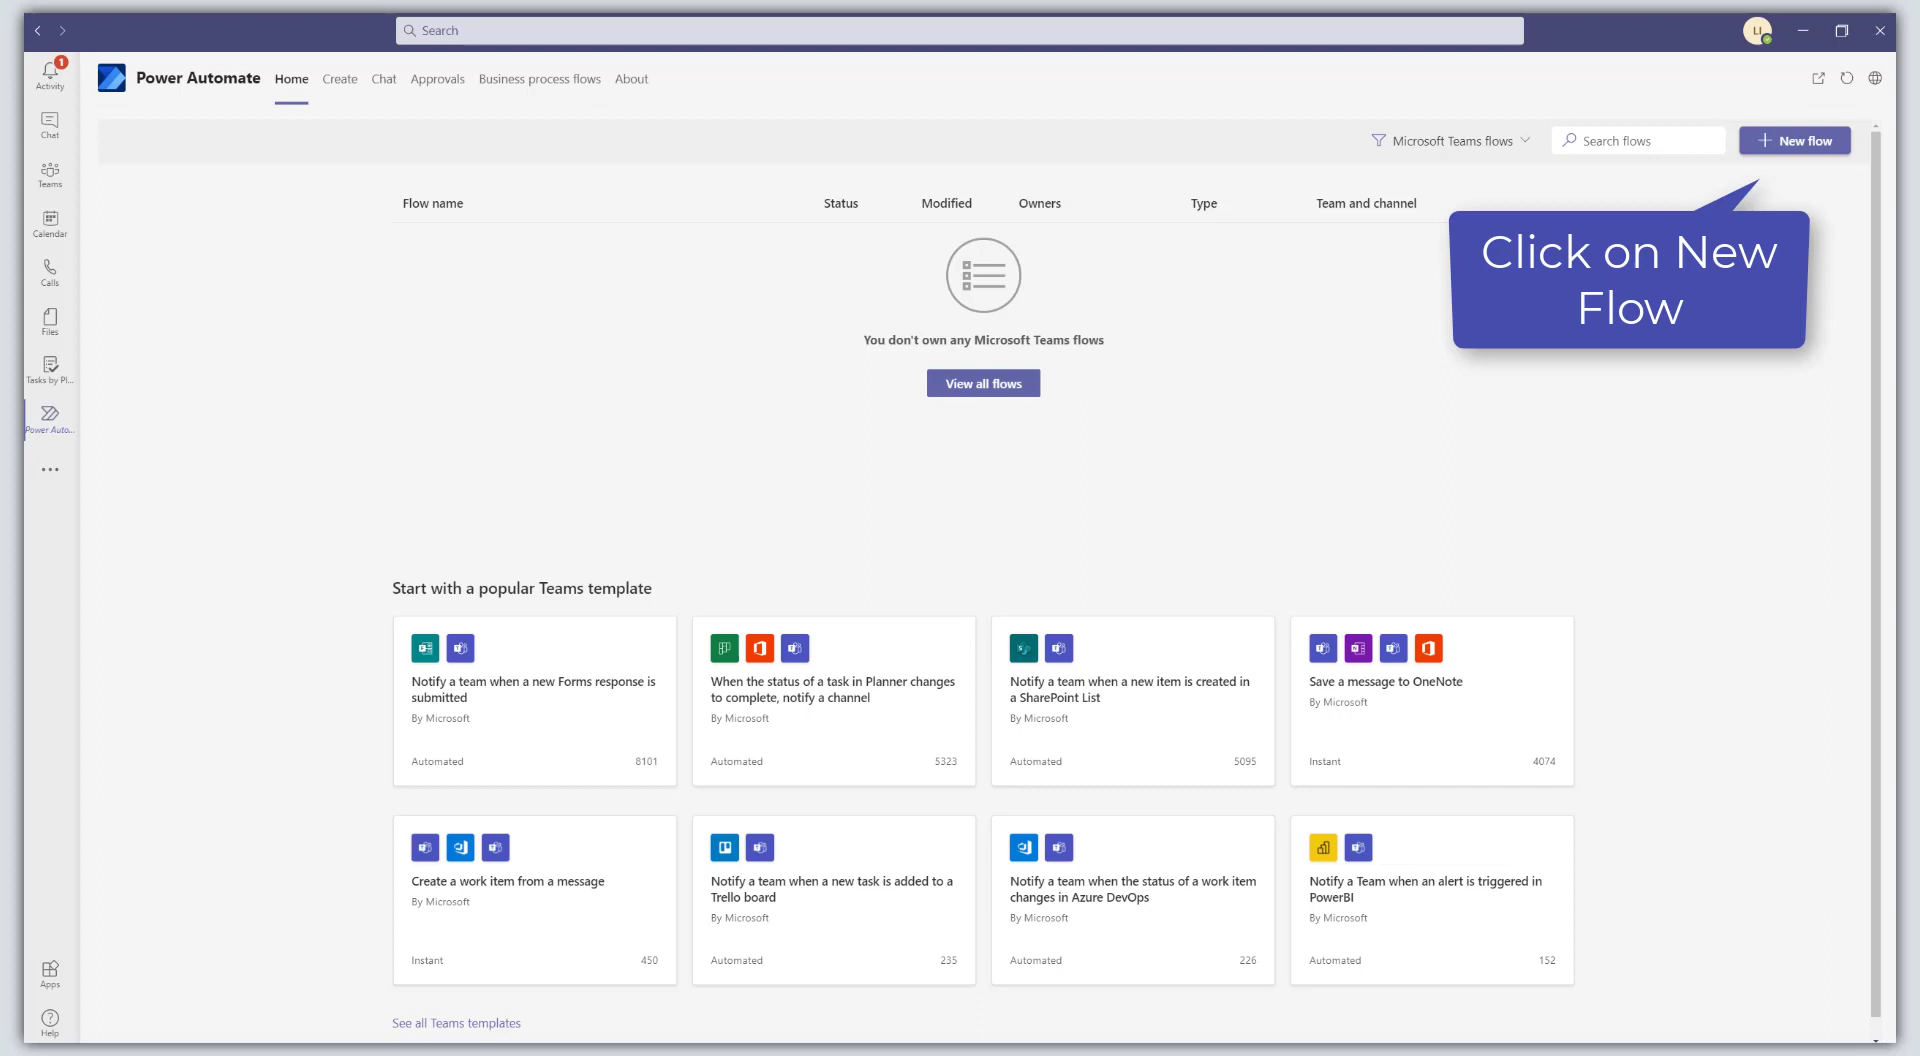 Search
LI
1
Activity
Chat
Teams
Calendar
Calls
Files
Tasks by Pl...
Power Auto...
Apps
Help
Power Automate Home Create Chat Approvals Business process flows About
Microsoft Teams flows Search flows New flow
Flow name Status Modified Owners Type Team and channel
Click on New
Flow
You don't own any Microsoft Teams flows
View all flows
Start with a popular Teams template
Notify a team when a new Forms response is
submitted
By Microsoft
Automated 8101
When the status of a task in Planner changes
to complete, notify a channel
By Microsoft
Automated 5323
Notify a team when a new item is created in
a SharePoint List
By Microsoft
Automated 5095
Save a message to OneNote
By Microsoft
Instant 4074
Create a work item from a message
By Microsoft
Instant 450
Notify a team when a new task is added to a
Trello board
By Microsoft
Automated 235
Notify a team when the status of a work item
changes in Azure DevOps
By Microsoft
Automated 226
Notify a Team when an alert is triggered in
PowerBI
By Microsoft
Automated 152
See all Teams templates